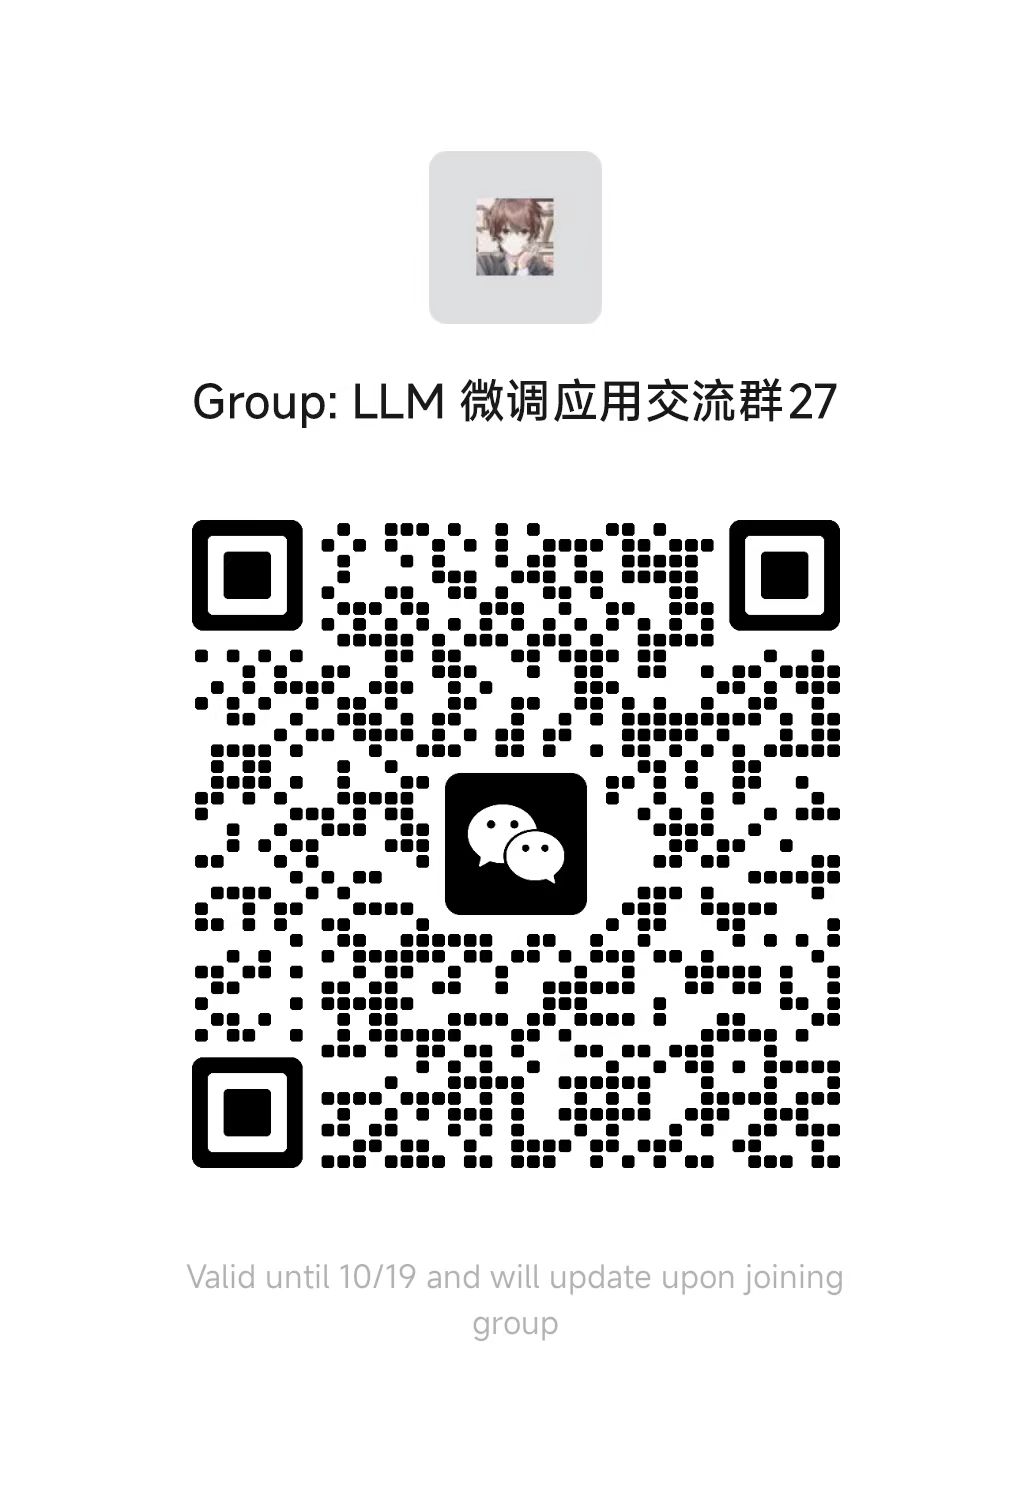 Group: LLM 微调应用交流群27
Valid until 10/19 and will update upon joining
group